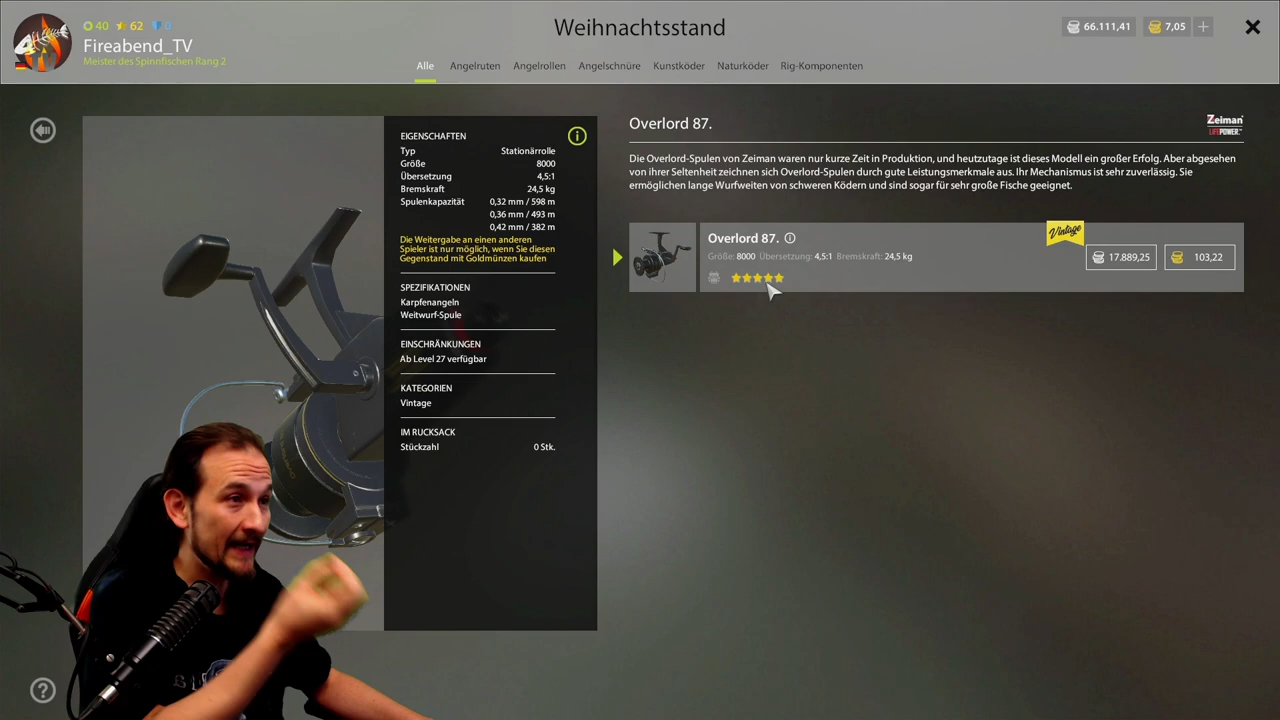 40 62 0
Fireabend_TV
Meister des Spinnfischen Rang 2
Weihnachtsstand
66.111,41 7,05 +
Alle Angelruten Angelrollen Angelschnüre Kunstköder Naturköder Rig-Komponenten
EIGENSCHAFTEN
Typ Stationärrolle
Größe 8000
Übersetzung 4,5:1
Bremskraft 24,5 kg
Spulenkapazität 0,32 mm / 598 m
0,36 mm / 493 m
0,42 mm / 382 m
Die Weitergabe an einen anderen
Spieler ist nur möglich, wenn Sie diesen
Gegenstand mit Goldmünzen kaufen
SPEZIFIKATIONEN
Karpfenangeln
Weitwurf-Spule
EINSCHRÄNKUNGEN
Ab Level 27 verfügbar
KATEGORIEN
Vintage
IM RUCKSACK
Stückzahl 0 Stk.
Overlord 87.
Zeiman
LIFEPOWER
Die Overlord-Spulen von Zeiman waren nur kurze Zeit in Produktion, und heutzutage ist dieses Modell ein großer Erfolg. Aber abgesehen
von ihrer Seltenheit zeichnen sich Overlord-Spulen durch gute Leistungsmerkmale aus. Ihr Mechanismus ist sehr zuverlässig. Sie
ermöglichen lange Wurfweiten von schweren Ködern und sind sogar für sehr große Fische geeignet.
Overlord 87.
Vintage
Größe: 8000 Übersetzung: 4,5:1 Bremskraft: 24,5 kg
17.889,25 103,22
?